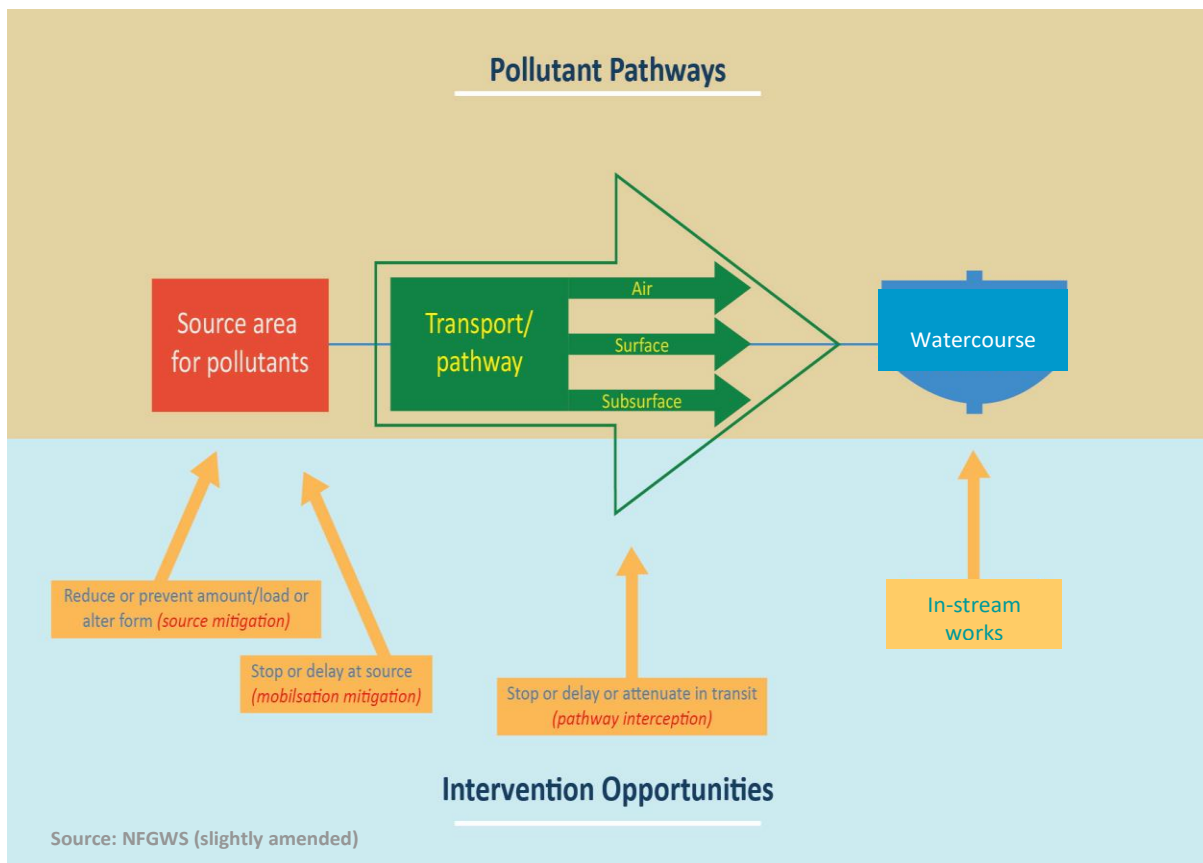 Pollutant Pathways
Source area
for pollutants
Transport/
pathway
Air
Surface
Subsurface
Watercourse
Reduce or prevent amount/load or
alter form (source mitigation)
Stop or delay at source
(mobilsation mitigation)
Stop or delay or attenuate in transit
(pathway interception)
In-stream
works
Intervention Opportunities
Source: NFGWS (slightly amended)